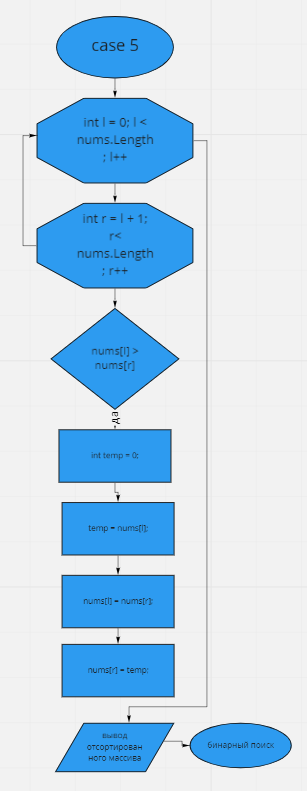 case 5
int l = 0; l <
nums.Length
; l++
int r = l + 1;
r<
nums.Length
; r++
nums[l] >
nums[r]
да
int temp = 0;
temp = nums[l];
nums[l] = nums[r];
nums[r] = temp;
вывод
отсортирован
ного массива
бинарный поиск